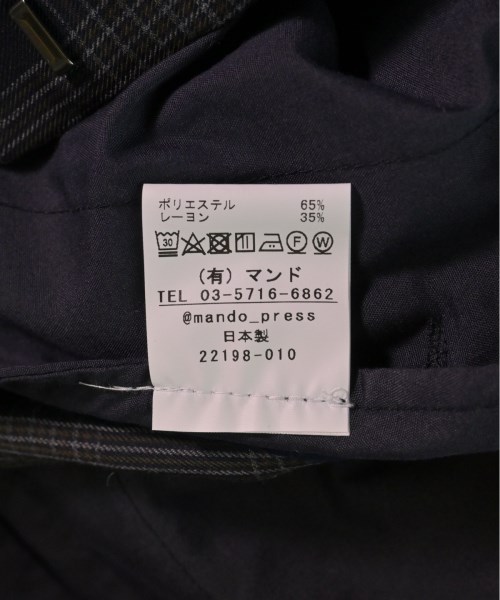 ポリエステル 65%
レーヨン 35%
30 F W
(有) マンド
TEL 03-5716-6862
@mando_press
日本製
22198-010